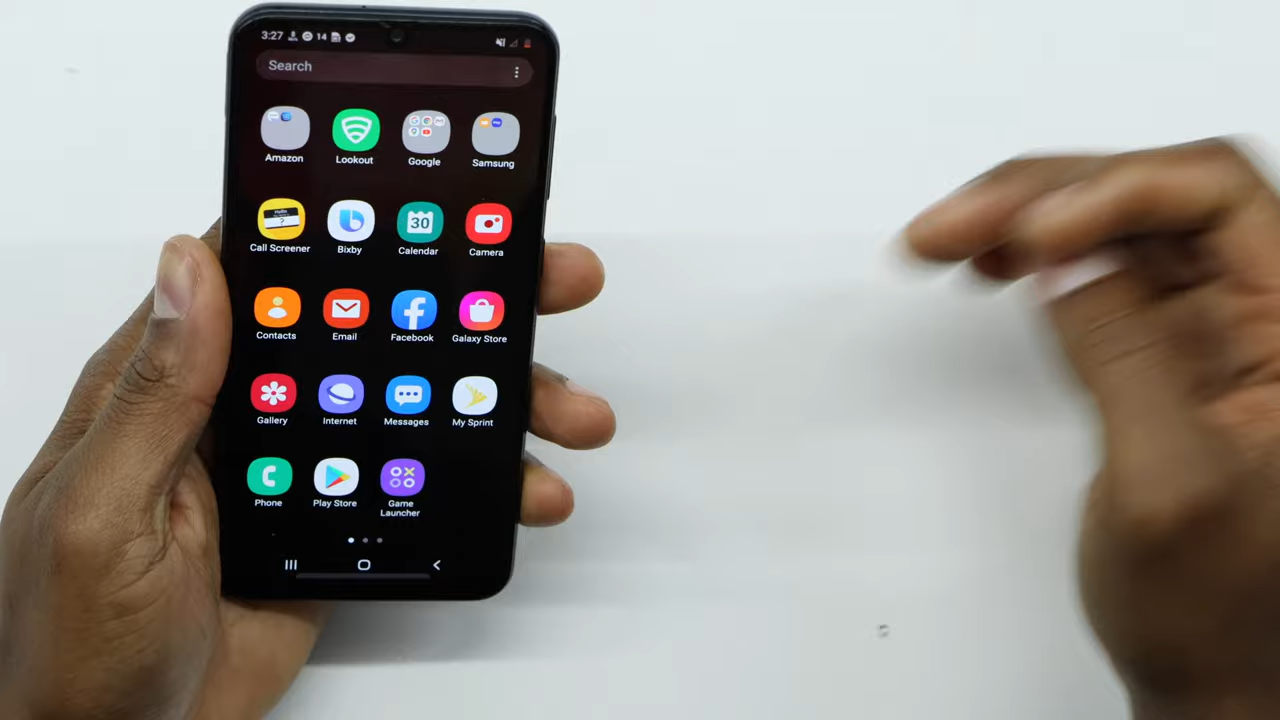 3:27 14
Search
Amazon Lookout Google Samsung
Call Screener Bixby 30 Calendar Camera
Contacts Email Facebook Galaxy Store
Gallery Internet Messages My Sprint
Phone Play Store Game
Launcher